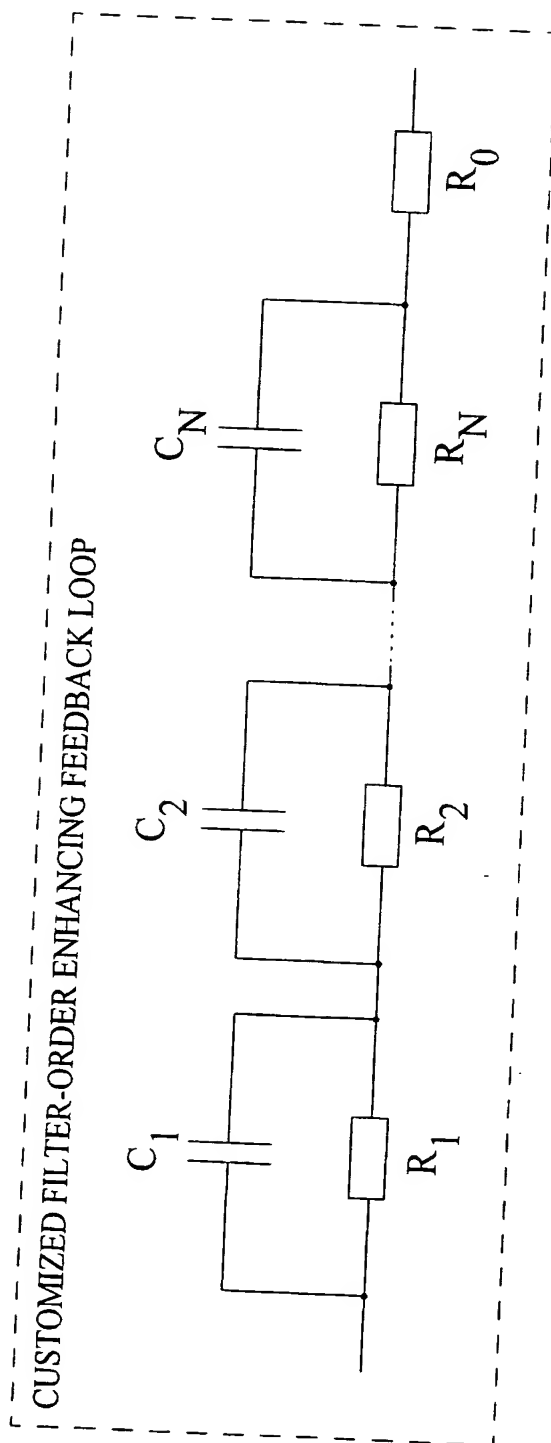 CUSTOMIZED FILTER-ORDER ENHANCING FEEDBACK LOOP
C1
C2
CN
R1
R2
RN
R0